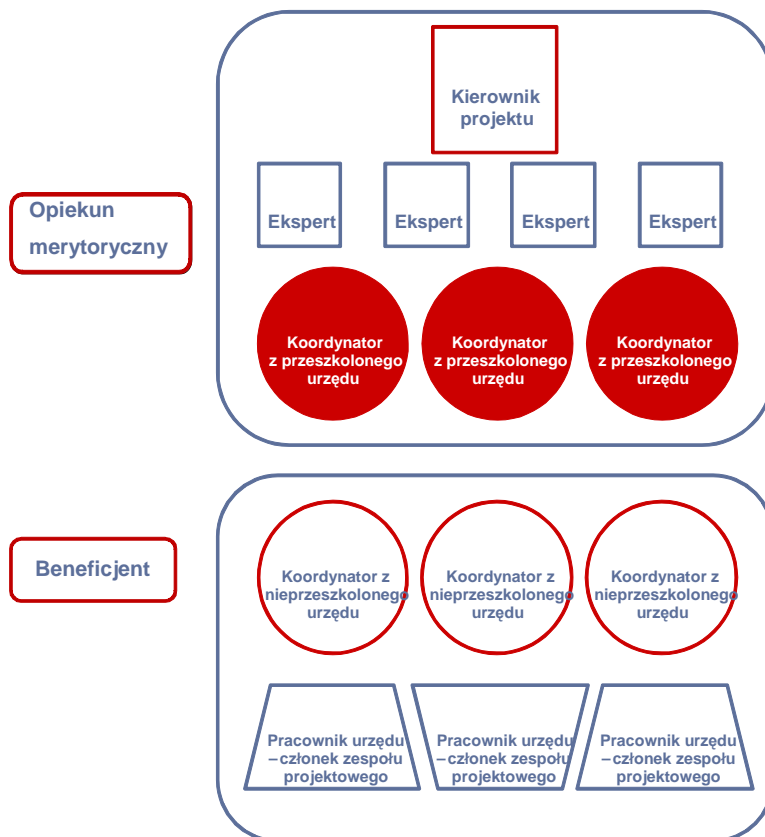 Kierownik
projektu
Opiekun
merytoryczny
Ekspert
Ekspert
Ekspert
Ekspert
Koordynator
z przeszkolonego
urzędu
Koordynator
z przeszkolonego
urzędu
Koordynator
z przeszkolonego
urzędu
Beneficjent
Koordynator z
nieprzeszkolonego
urzędu
Koordynator z
nieprzeszkolonego
urzędu
Koordynator z
nieprzeszkolonego
urzędu
Pracownik urzędu
–członek zespołu
projektowego
Pracownik urzędu
–członek zespołu
projektowego
Pracownik urzędu
–członek zespołu
projektowego